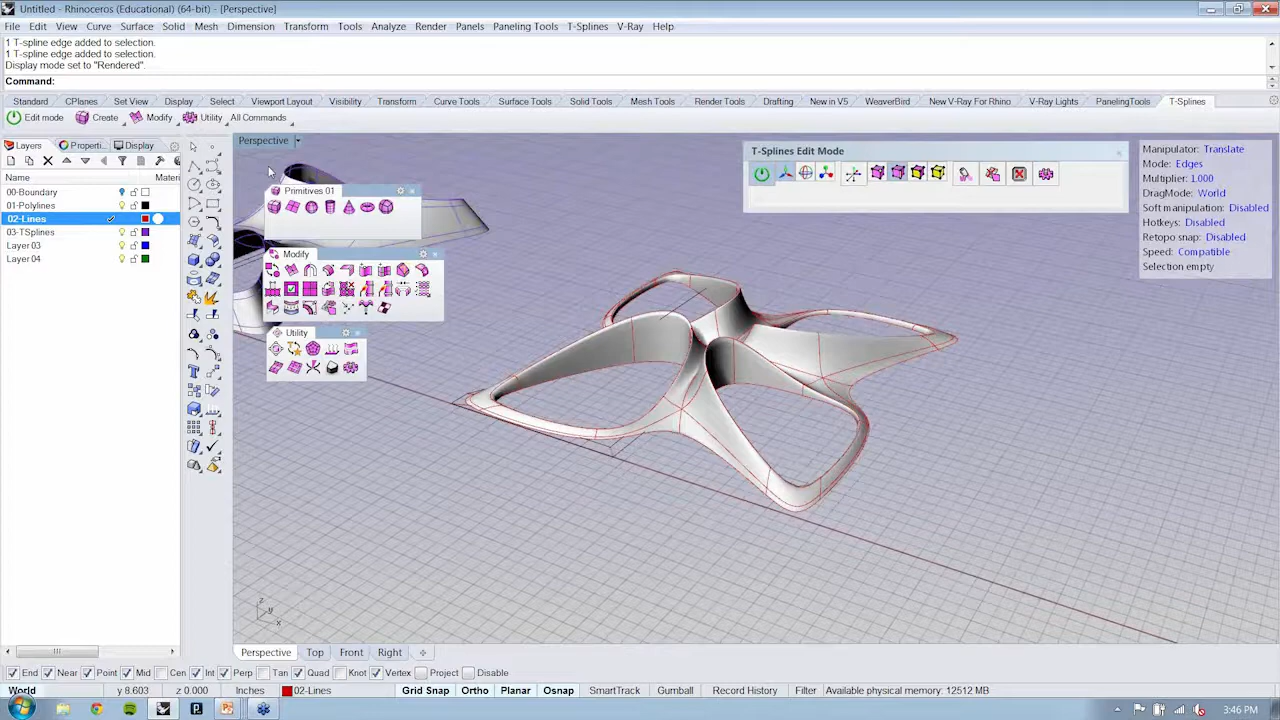 Untitled - Rhinoceros (Educational) (64-bit) - [Perspective]
File Edit View Curve Surface Solid Mesh Dimension Transform Tools Analyze Render Panels Paneling Tools T-Splines V-Ray Help
1 T-spline edge added to selection.
1 T-spline edge added to selection.
Display mode set to "Rendered".
Command:
Standard CPlanes Set View Display Select Viewport Layout Visibility Transform Curve Tools Surface Tools Solid Tools Mesh Tools Render Tools Drafting New in V5 WeaverBird New V-Ray For Rhino V-Ray Lights PanelingTools T-Splines
Edit mode Create Modify Utility All Commands
Layers Properti... Display
Name Materi
00-Boundary
01-Polylines
02-Lines
03-TSplines
Layer 03
Layer 04
Perspective
Primitives 01
Modify
Utility
T-Splines Edit Mode
Manipulator: Translate
Mode: Edges
Multiplier: 1.000
DragMode: World
Soft manipulation: Disabled
Hotkeys: Disabled
Retopo snap: Disabled
Speed: Compatible
Selection empty
z
y
x
Perspective Top Front Right
End Near Point Mid Cen Int Perp Tan Quad Knot Vertex Project Disable
World y 8.603 z 0.000 Inches 02-Lines Grid Snap Ortho Planar Osnap SmartTrack Gumball Record History Filter Available physical memory: 12512 MB
3:46 PM